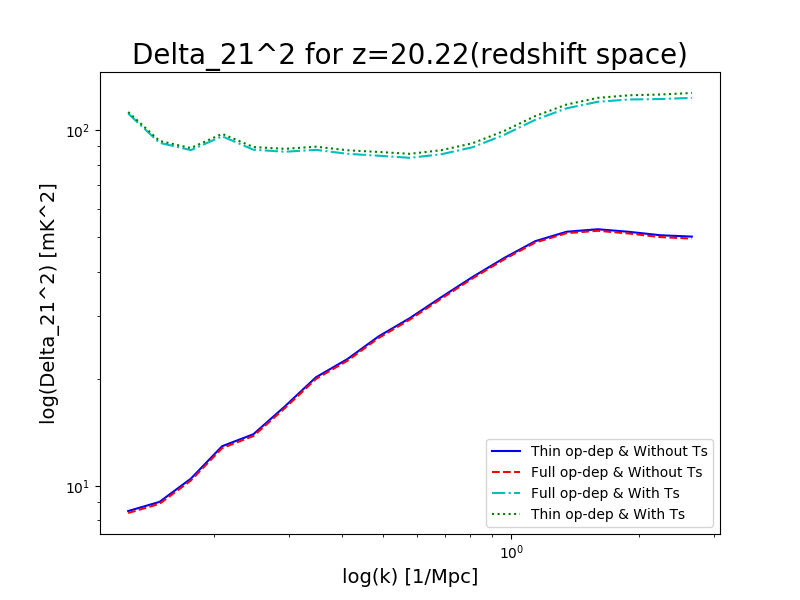 Delta_21^2 for z=20.22(redshift space)
log(Delta_21^2) [mK^2]
10^2
10^1
10^0
log(k) [1/Mpc]
Thin op-dep & Without Ts
Full op-dep & Without Ts
Full op-dep & With Ts
Thin op-dep & With Ts